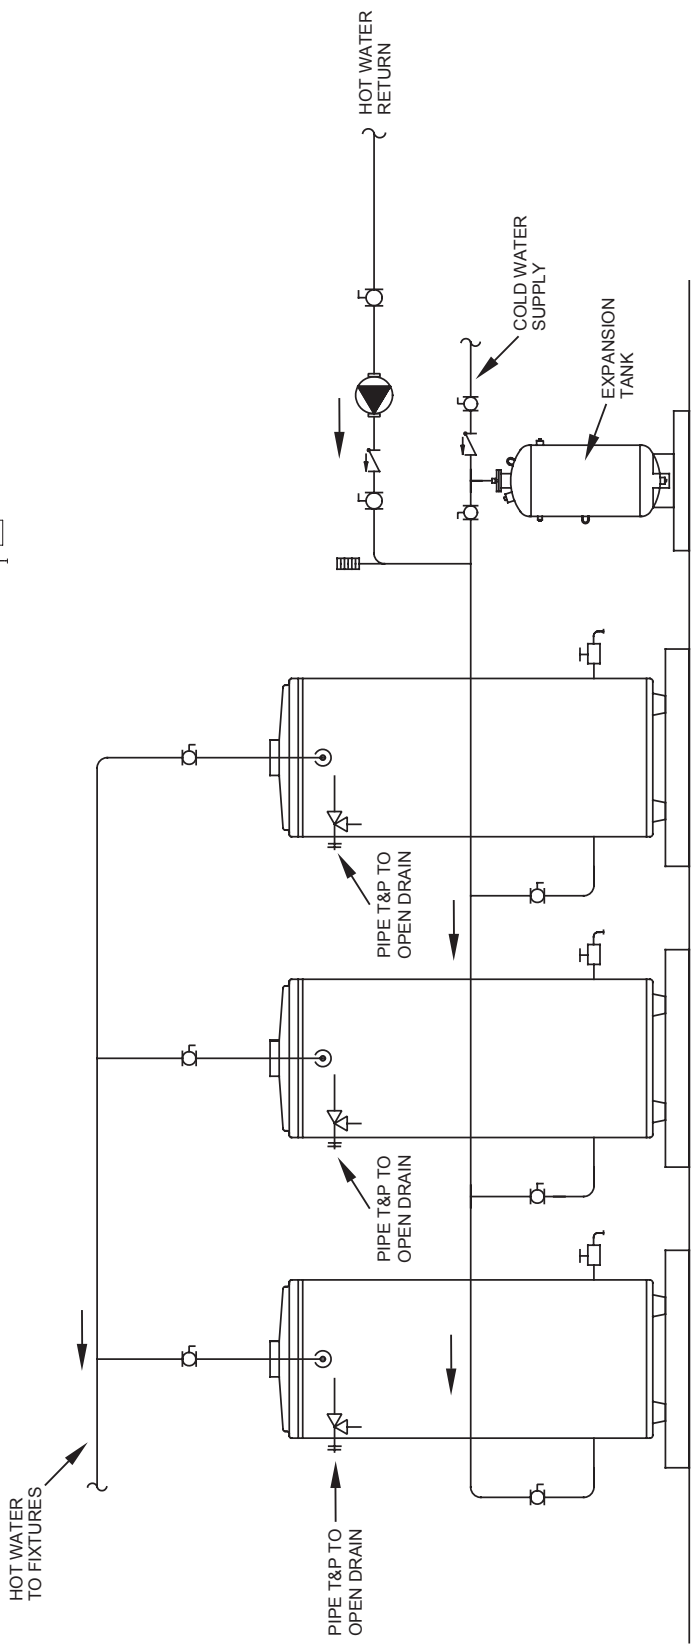 HOT WATER
TO FIXTURES
PIPE T&P TO
OPEN DRAIN
PIPE T&P TO
OPEN DRAIN
PIPE T&P TO
OPEN DRAIN
HOT WATER
RETURN
COLD WATER
SUPPLY
EXPANSION
TANK